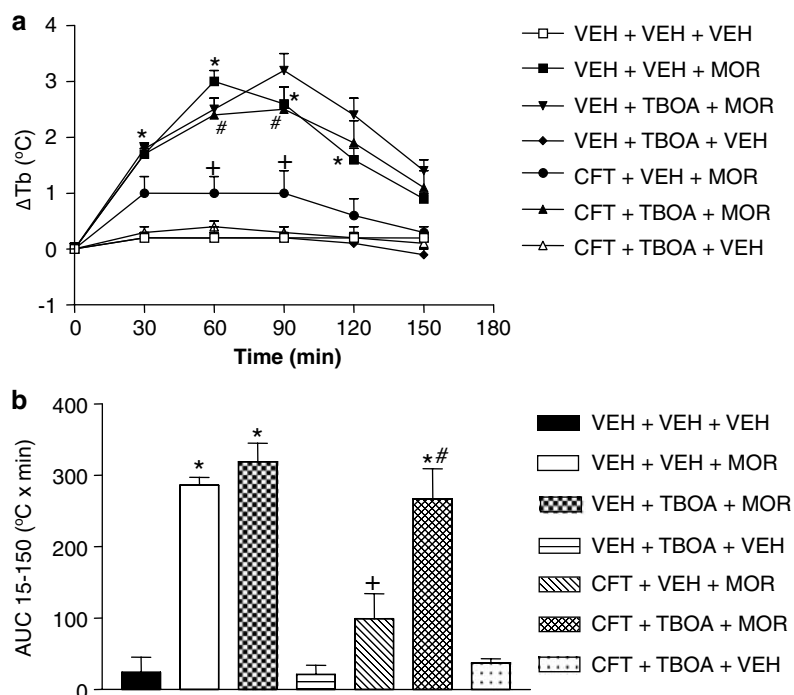 a
ΔTb (ºC)
4
3
2
1
0
-1
*
*
*
*
#
#
+
+
0 30 60 90 120 150 180
Time (min)
VEH + VEH + VEH
VEH + VEH + MOR
VEH + TBOA + MOR
VEH + TBOA + VEH
CFT + VEH + MOR
CFT + TBOA + MOR
CFT + TBOA + VEH
b
AUC 15-150 (ºC x min)
400
300
200
100
0
*
*
+
*#
VEH + VEH + VEH
VEH + VEH + MOR
VEH + TBOA + MOR
VEH + TBOA + VEH
CFT + VEH + MOR
CFT + TBOA + MOR
CFT + TBOA + VEH